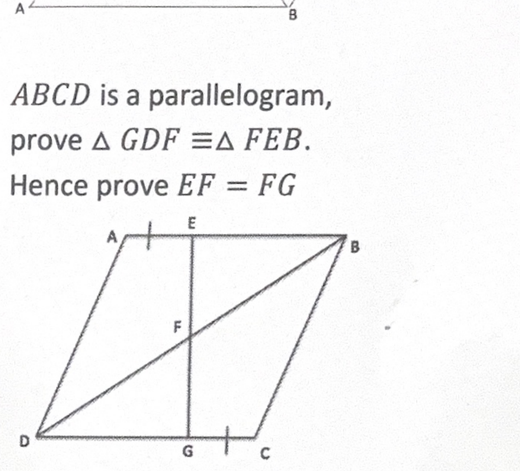 A B
ABCD is a parallelogram,
prove △ GDF ≡△ FEB.
Hence prove EF = FG
E
A B
F
D G C